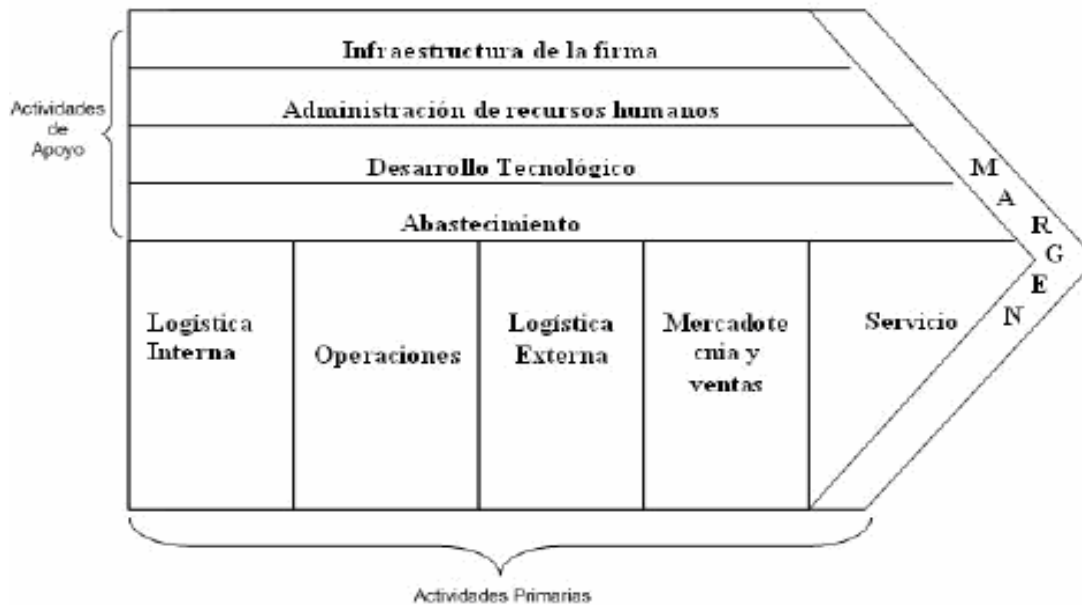 Infraestructura de la firma
Actividades
de
Apoyo
Administración de recursos humanos
Desarrollo Tecnológico
Abastecimiento
MARGEN
Logística
Interna
Operaciones
Logística
Externa
Mercadote
cnia y
ventas
Servicio
Actividades Primarias